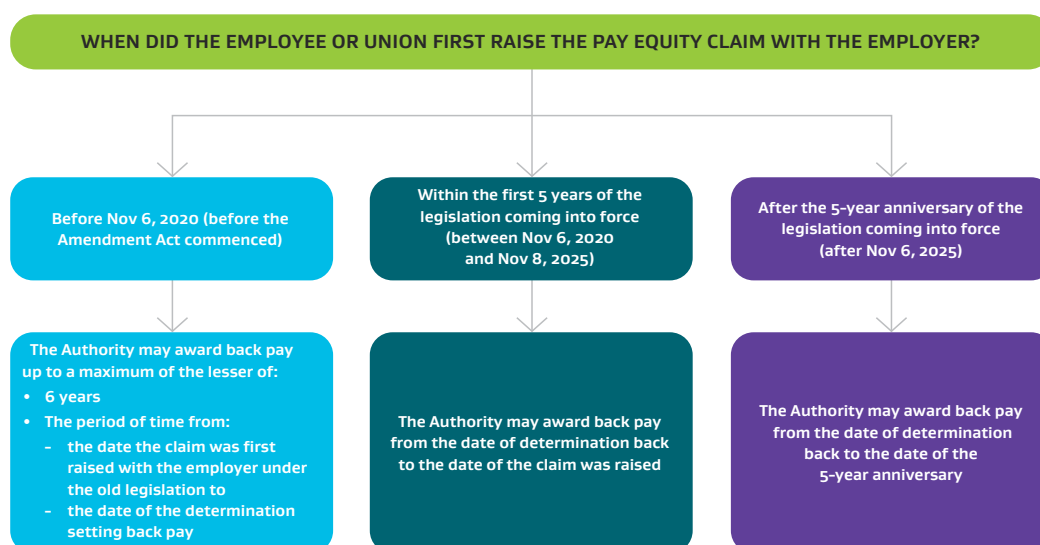 WHEN DID THE EMPLOYEE OR UNION FIRST RAISE THE PAY EQUITY CLAIM WITH THE EMPLOYER?
Before Nov 6, 2020 (before the
Amendment Act commenced)
Within the first 5 years of the
legislation coming into force
(between Nov 6, 2020
and Nov 8, 2025)
After the 5-year anniversary of the
legislation coming into force
(after Nov 6, 2025)
The Authority may award back pay
up to a maximum of the lesser of:
• 6 years
• The period of time from:
– the date the claim was first
raised with the employer under
the old legislation to
– the date of the determination
setting back pay
The Authority may award back pay
from the date of determination back
to the date of the claim was raised
The Authority may award back pay
from the date of determination
back to the date of the
5-year anniversary